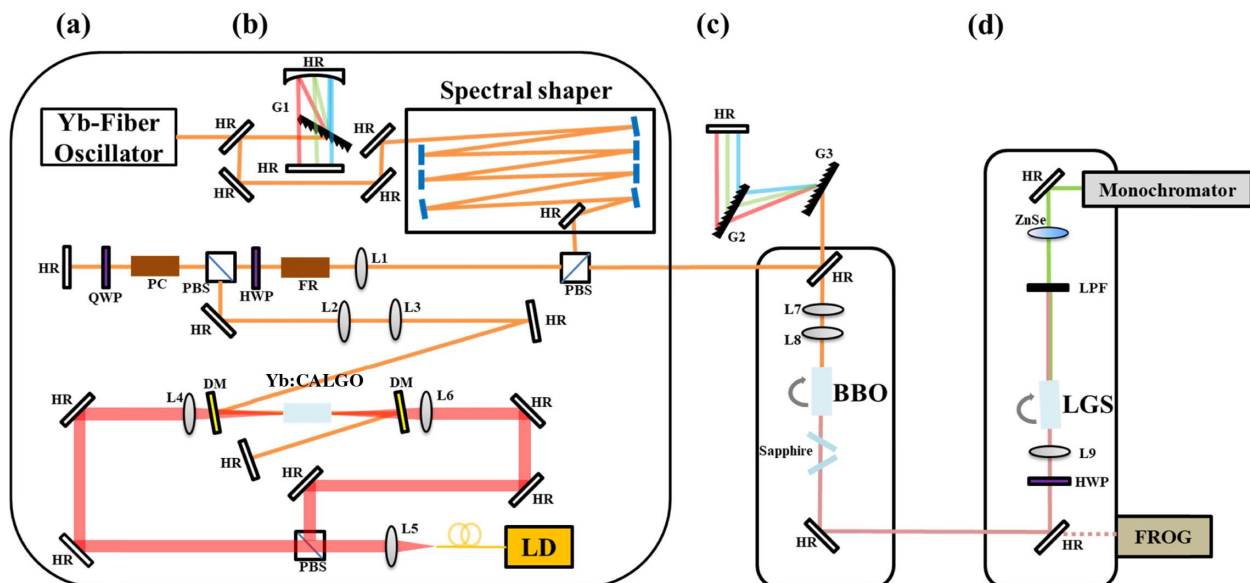 (a)
(b)
(c)
(d)
HR
G1
Spectral shaper
Yb-Fiber
Oscillator
HR
HR
HR
HR
HR
HR
HR
G3
G2
HR
Monochromator
ZnSe
HR
QWP
PC
PBS
HWP
FR
L1
PBS
HR
LPF
HR
L2
L3
HR
L7
L8
Yb:CALGO
DM
DM
L4
L6
HR
HR
BBO
LGS
HR
HR
HR
Sapphire
L9
HWP
L5
LD
HR
PBS
HR
HR
FROG